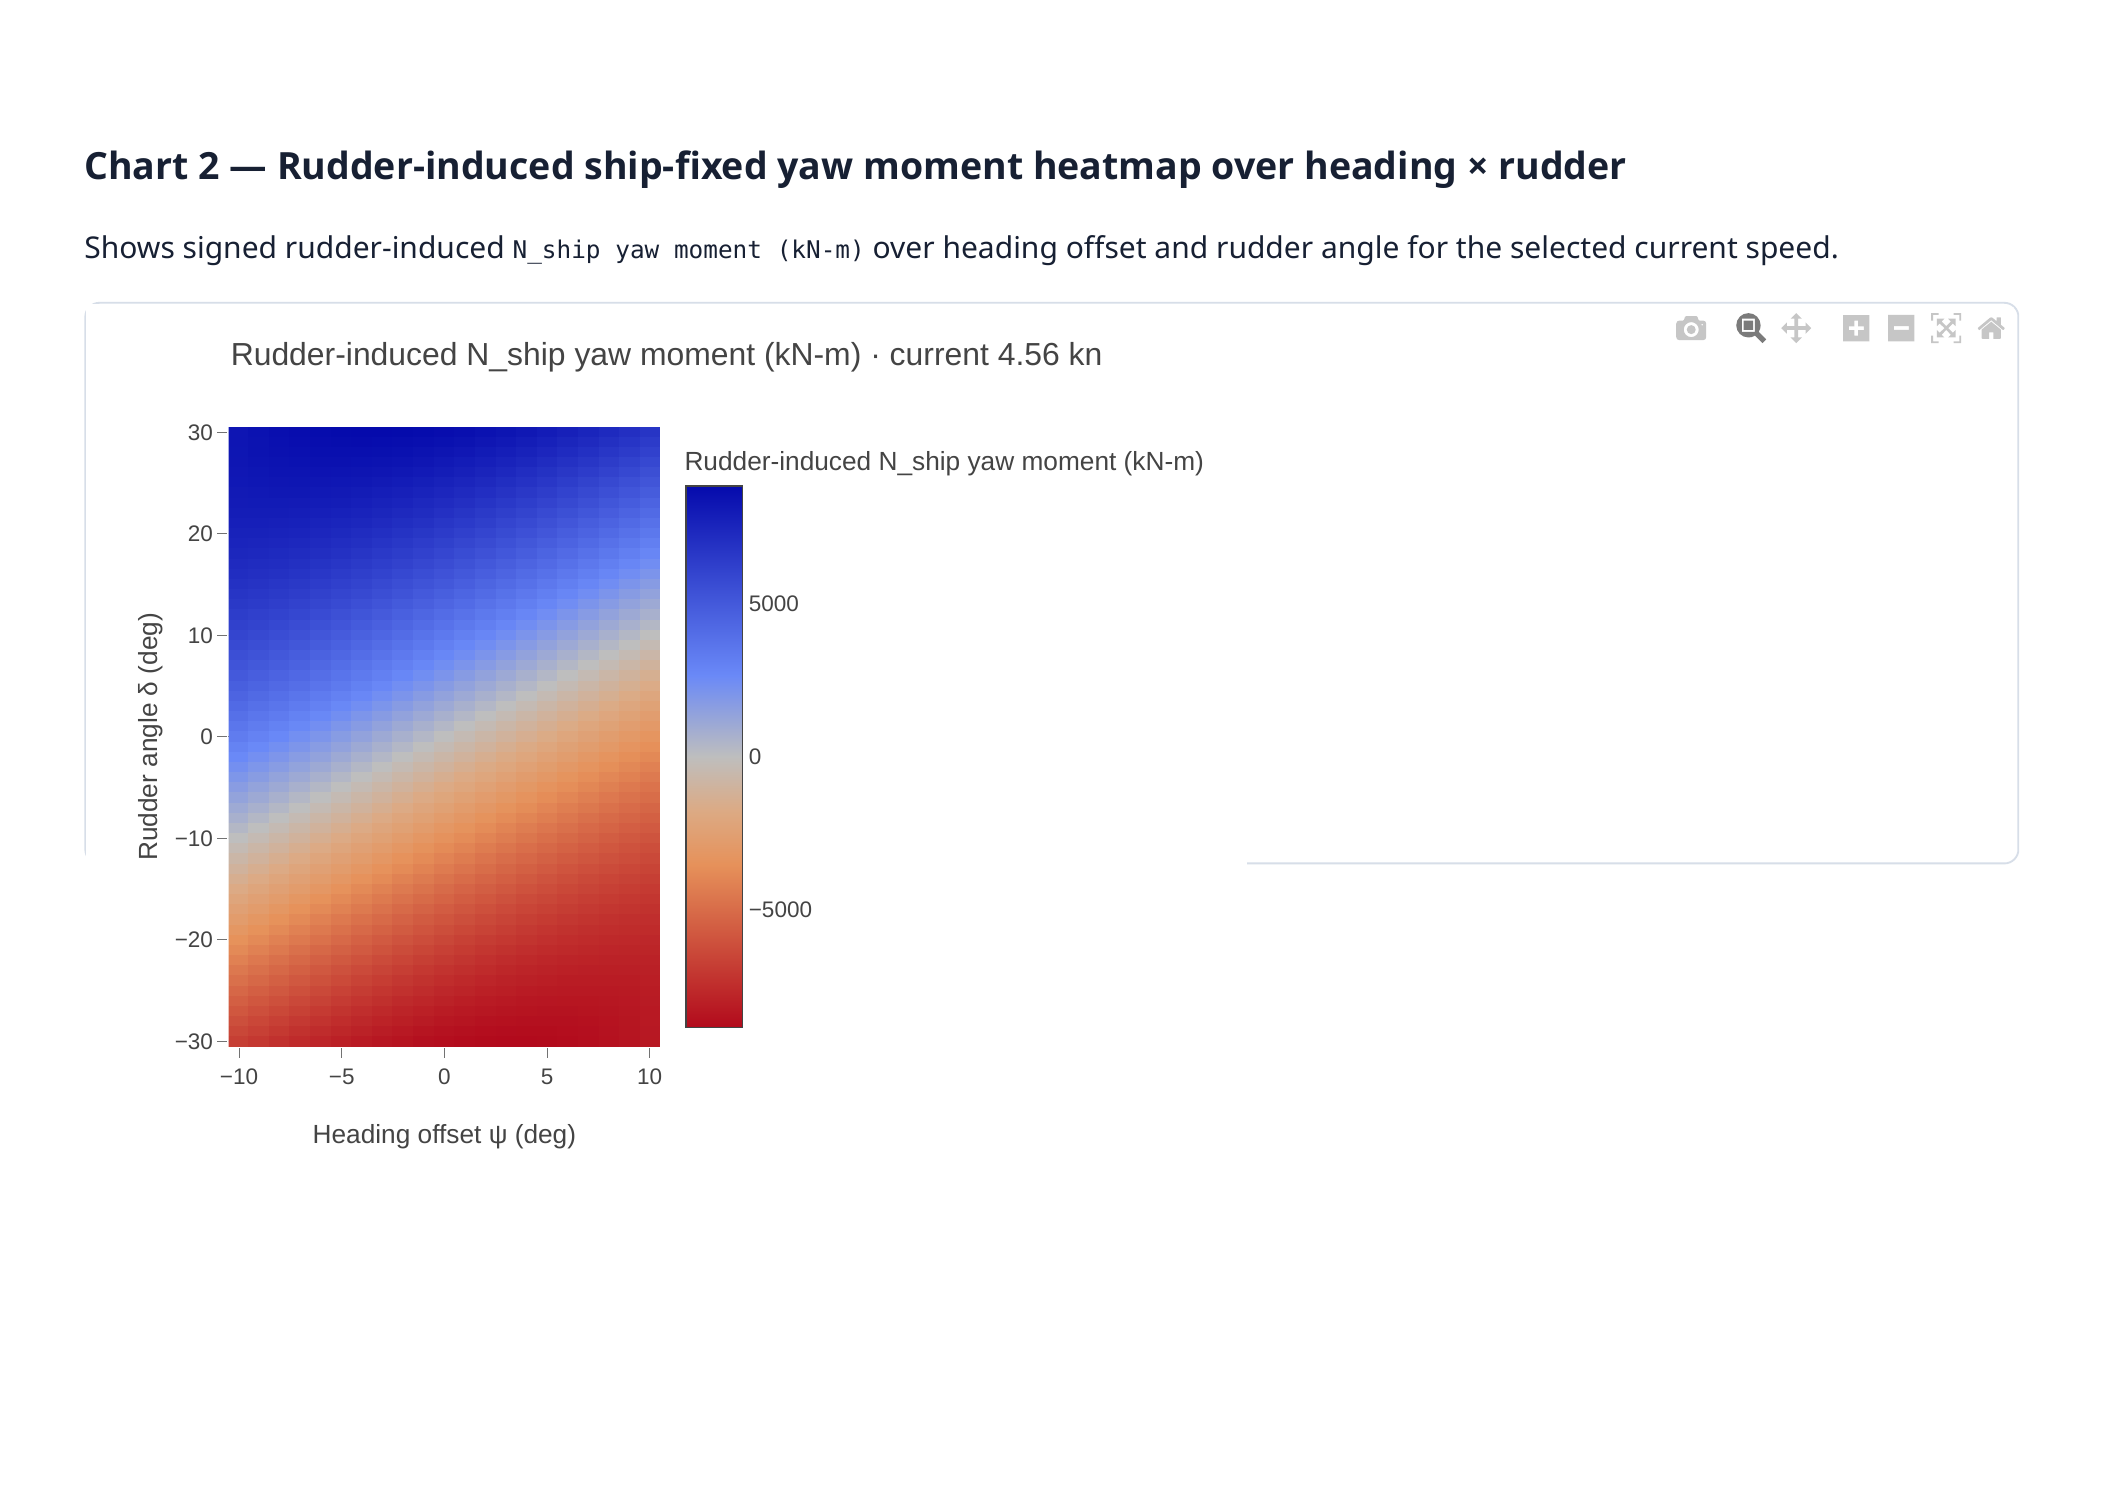 Chart 2 — Rudder-induced ship-fixed yaw moment heatmap over heading × rudder
Shows signed rudder-induced N_ship yaw moment (kN-m) over heading offset and rudder angle for the selected current speed.
Rudder-induced N_ship yaw moment (kN-m) · current 4.56 kn
Rudder-induced N_ship yaw moment (kN-m)
30
20
10
0
−10
−20
−30
Rudder angle δ (deg)
−10
−5
0
5
10
Heading offset ψ (deg)
5000
0
−5000